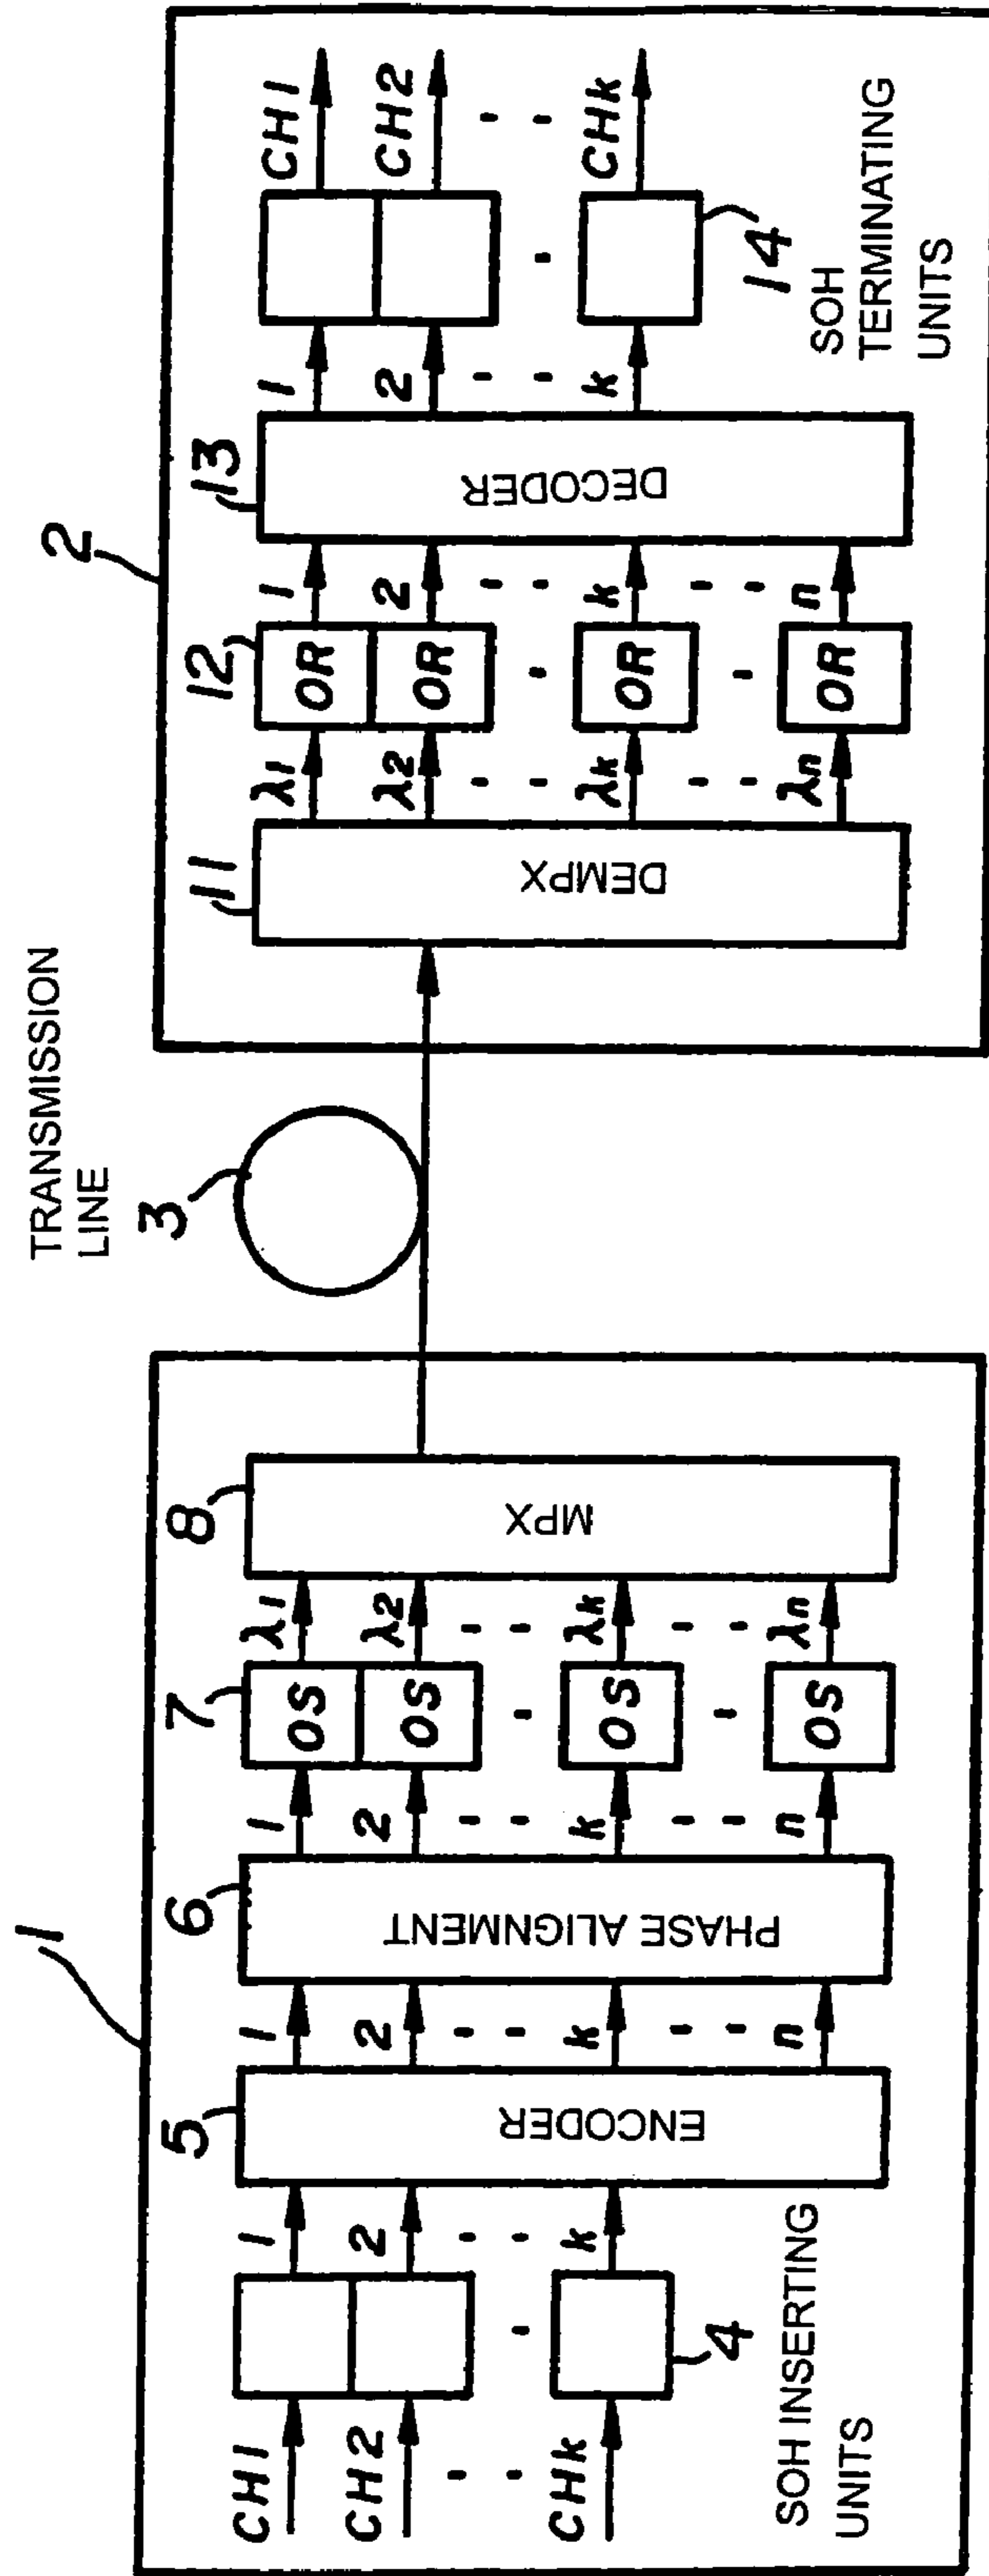 1
CH1
CH2
CHk
SOH INSERTING
UNITS
4
1
2
k
5
ENCODER
1
2
k
n
6
PHASE ALIGNMENT
1
2
k
n
7
OS
OS
OS
OS
λ1
λ2
λk
λn
8
MPX
TRANSMISSION
LINE
3
2
11
DEMPX
λ1
λ2
λk
λn
12
OR
OR
OR
OR
1
2
k
n
13
DECODER
1
2
k
14
SOH
TERMINATING
UNITS
CH1
CH2
CHk